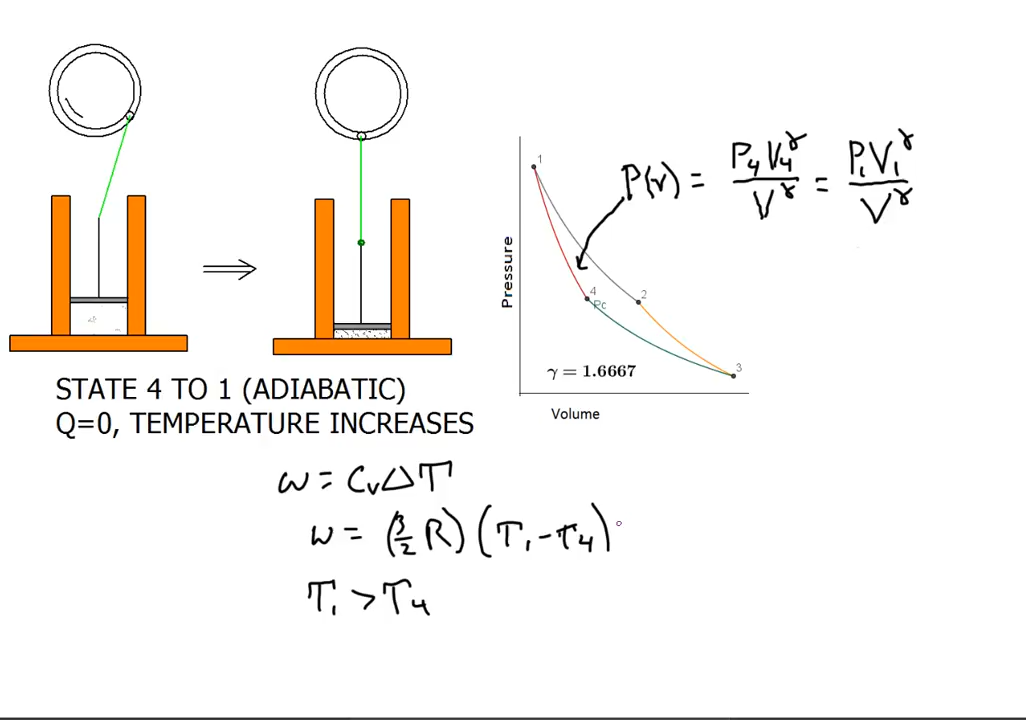 1
P(v) = P₄V₄^γ / V^γ = P₁V₁^γ / V^γ
Pressure
4
Pc
2
3
γ = 1.6667
Volume
STATE 4 TO 1 (ADIABATIC)
Q=0, TEMPERATURE INCREASES
W = CvΔT
W = (3/2 R) (T₁ - T₄)
T₁ > T₄